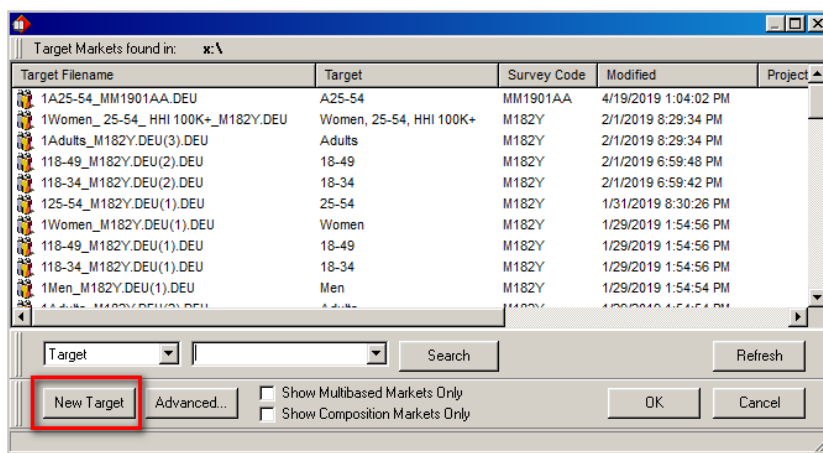 Target Markets found in: x:\
Target Filename Target Survey Code Modified Project
1A25-54_MM1901AA.DEU A25-54 MM1901AA 4/19/2019 1:04:02 PM
1Women_ 25-54_ HHI 100K+_M182Y.DEU Women, 25-54, HHI 100K+ M182Y 2/1/2019 8:29:34 PM
1Adults_M182Y.DEU(3).DEU Adults M182Y 2/1/2019 8:29:34 PM
118-49_M182Y.DEU(2).DEU 18-49 M182Y 2/1/2019 6:59:48 PM
118-34_M182Y.DEU(2).DEU 18-34 M182Y 2/1/2019 6:59:42 PM
125-54_M182Y.DEU(1).DEU 25-54 M182Y 1/31/2019 8:30:26 PM
1Women_M182Y.DEU(1).DEU Women M182Y 1/29/2019 1:54:56 PM
118-49_M182Y.DEU(1).DEU 18-49 M182Y 1/29/2019 1:54:56 PM
118-34_M182Y.DEU(1).DEU 18-34 M182Y 1/29/2019 1:54:56 PM
1Men_M182Y.DEU(1).DEU Men M182Y 1/29/2019 1:54:54 PM
Target Search Refresh
New Target Advanced... Show Multibased Markets Only OK Cancel
Show Composition Markets Only